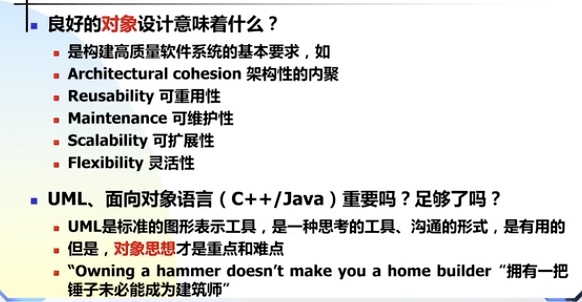 良好的对象设计意味着什么？
是构建高质量软件系统的基本要求，如
Architectural cohesion 架构性的内聚
Reusability 可重用性
Maintenance 可维护性
Scalability 可扩展性
Flexibility 灵活性
UML、面向对象语言（C++/Java）重要吗？足够了吗？
UML是标准的图形表示工具，是一种思考的工具、沟通的形式，是有用的
但是，对象思想才是重点和难点
“Owning a hammer doesn’t make you a home builder “拥有一把
锤子未必能成为建筑师”